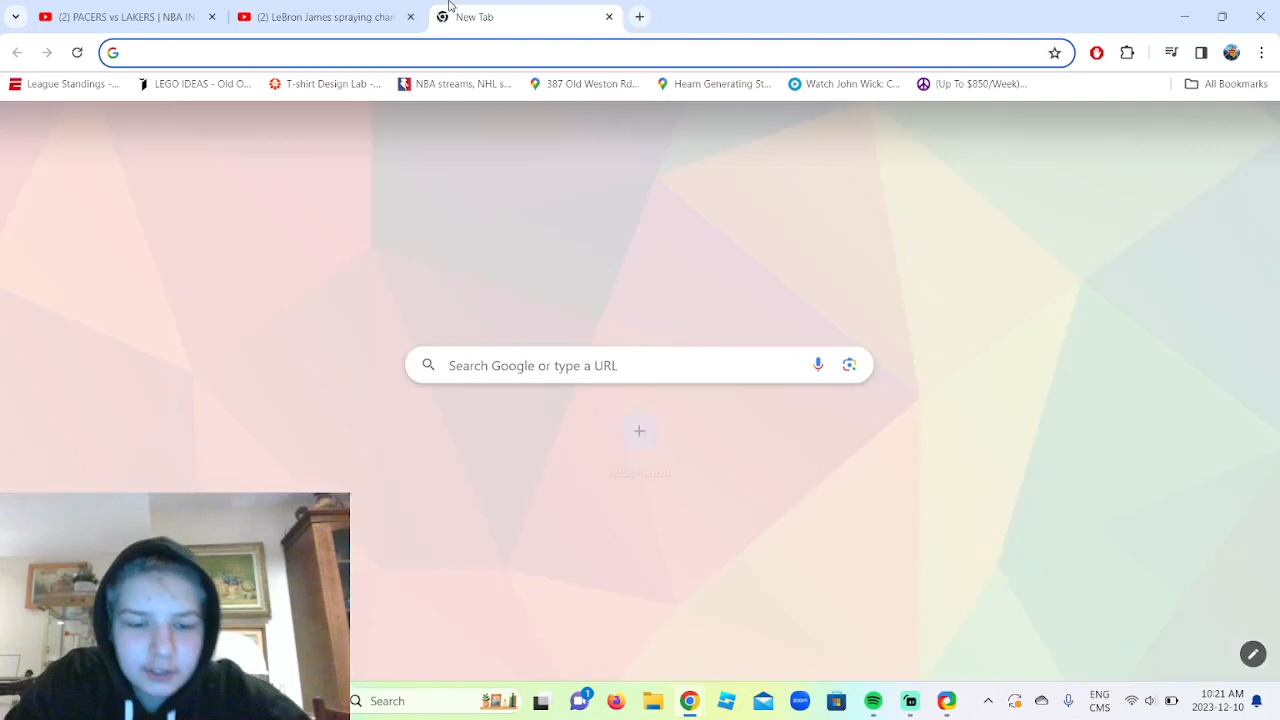 (2) PACERS vs LAKERS | NBA IN
(2) LeBron James spraying char
New Tab
League Standings -...
LEGO IDEAS - Old O...
T-shirt Design Lab -...
NBA streams, NHL s...
387 Old Weston Rd...
Hearn Generating St...
Watch John Wick: C...
(Up To $850/Week)...
All Bookmarks
Search Google or type a URL
Search
1
ENG
CMS
10:21 AM
2023-12-10